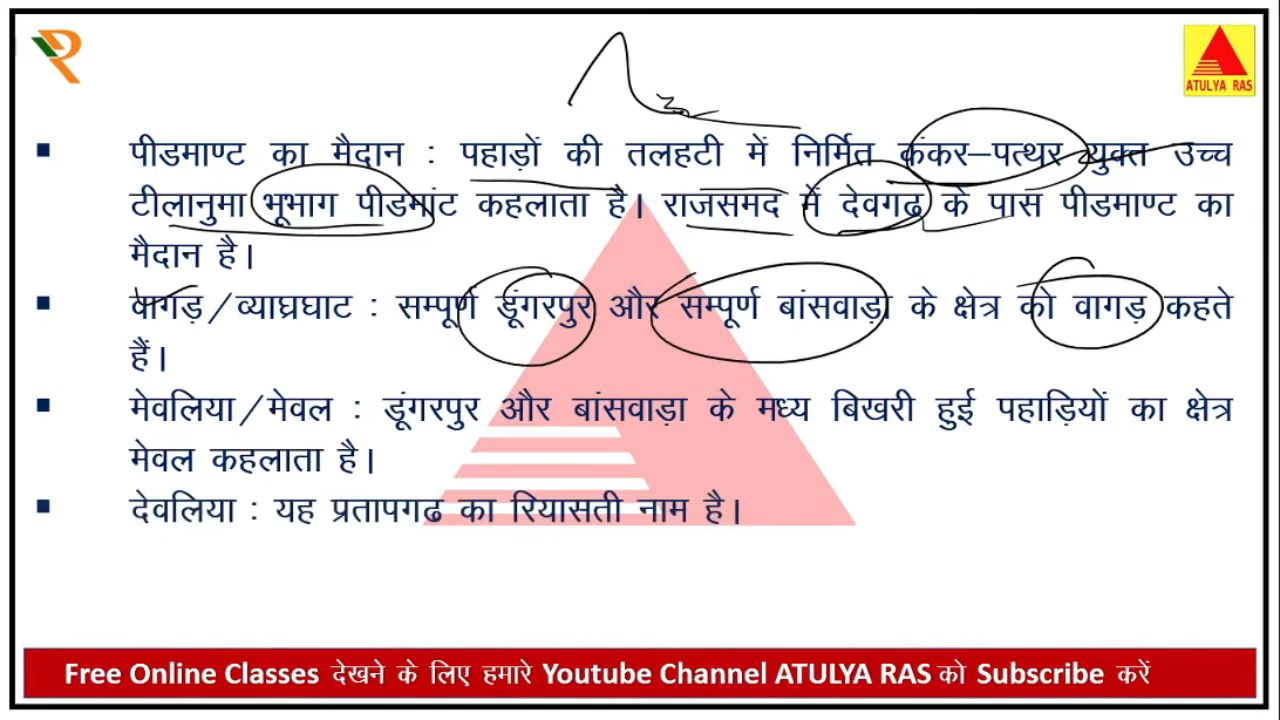 ATULYA RAS
▪ पीडमाण्ट का मैदान : पहाड़ों की तलहटी में निर्मित कंकर–पत्थर युक्त उच्च
टीलानुमा भूभाग पीडमांट कहलाता है। राजसमद में देवगढ के पास पीडमाण्ट का
मैदान है।
▪ वागड़/व्याघ्रघाट : सम्पूर्ण डूंगरपुर और सम्पूर्ण बांसवाड़ा के क्षेत्र को वागड़ कहते
हैं।
▪ मेवलिया/मेवल : डूंगरपुर और बांसवाड़ा के मध्य बिखरी हुई पहाड़ियों का क्षेत्र
मेवल कहलाता है।
▪ देवलिया : यह प्रतापगढ का रियासती नाम है।
Free Online Classes देखने के लिए हमारे Youtube Channel ATULYA RAS को Subscribe करें